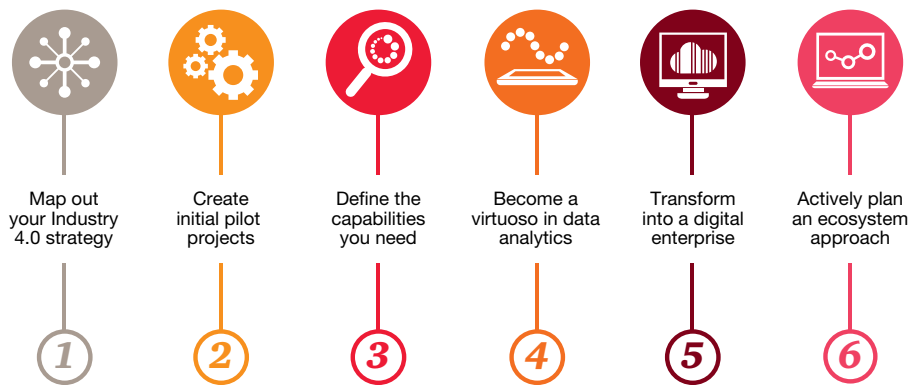 Map out
your Industry
4.0 strategy
1
Create
initial pilot
projects
2
Define the
capabilities
you need
3
Become a
virtuoso in data
analytics
4
Transform
into a digital
enterprise
5
Actively plan
an ecosystem
approach
6